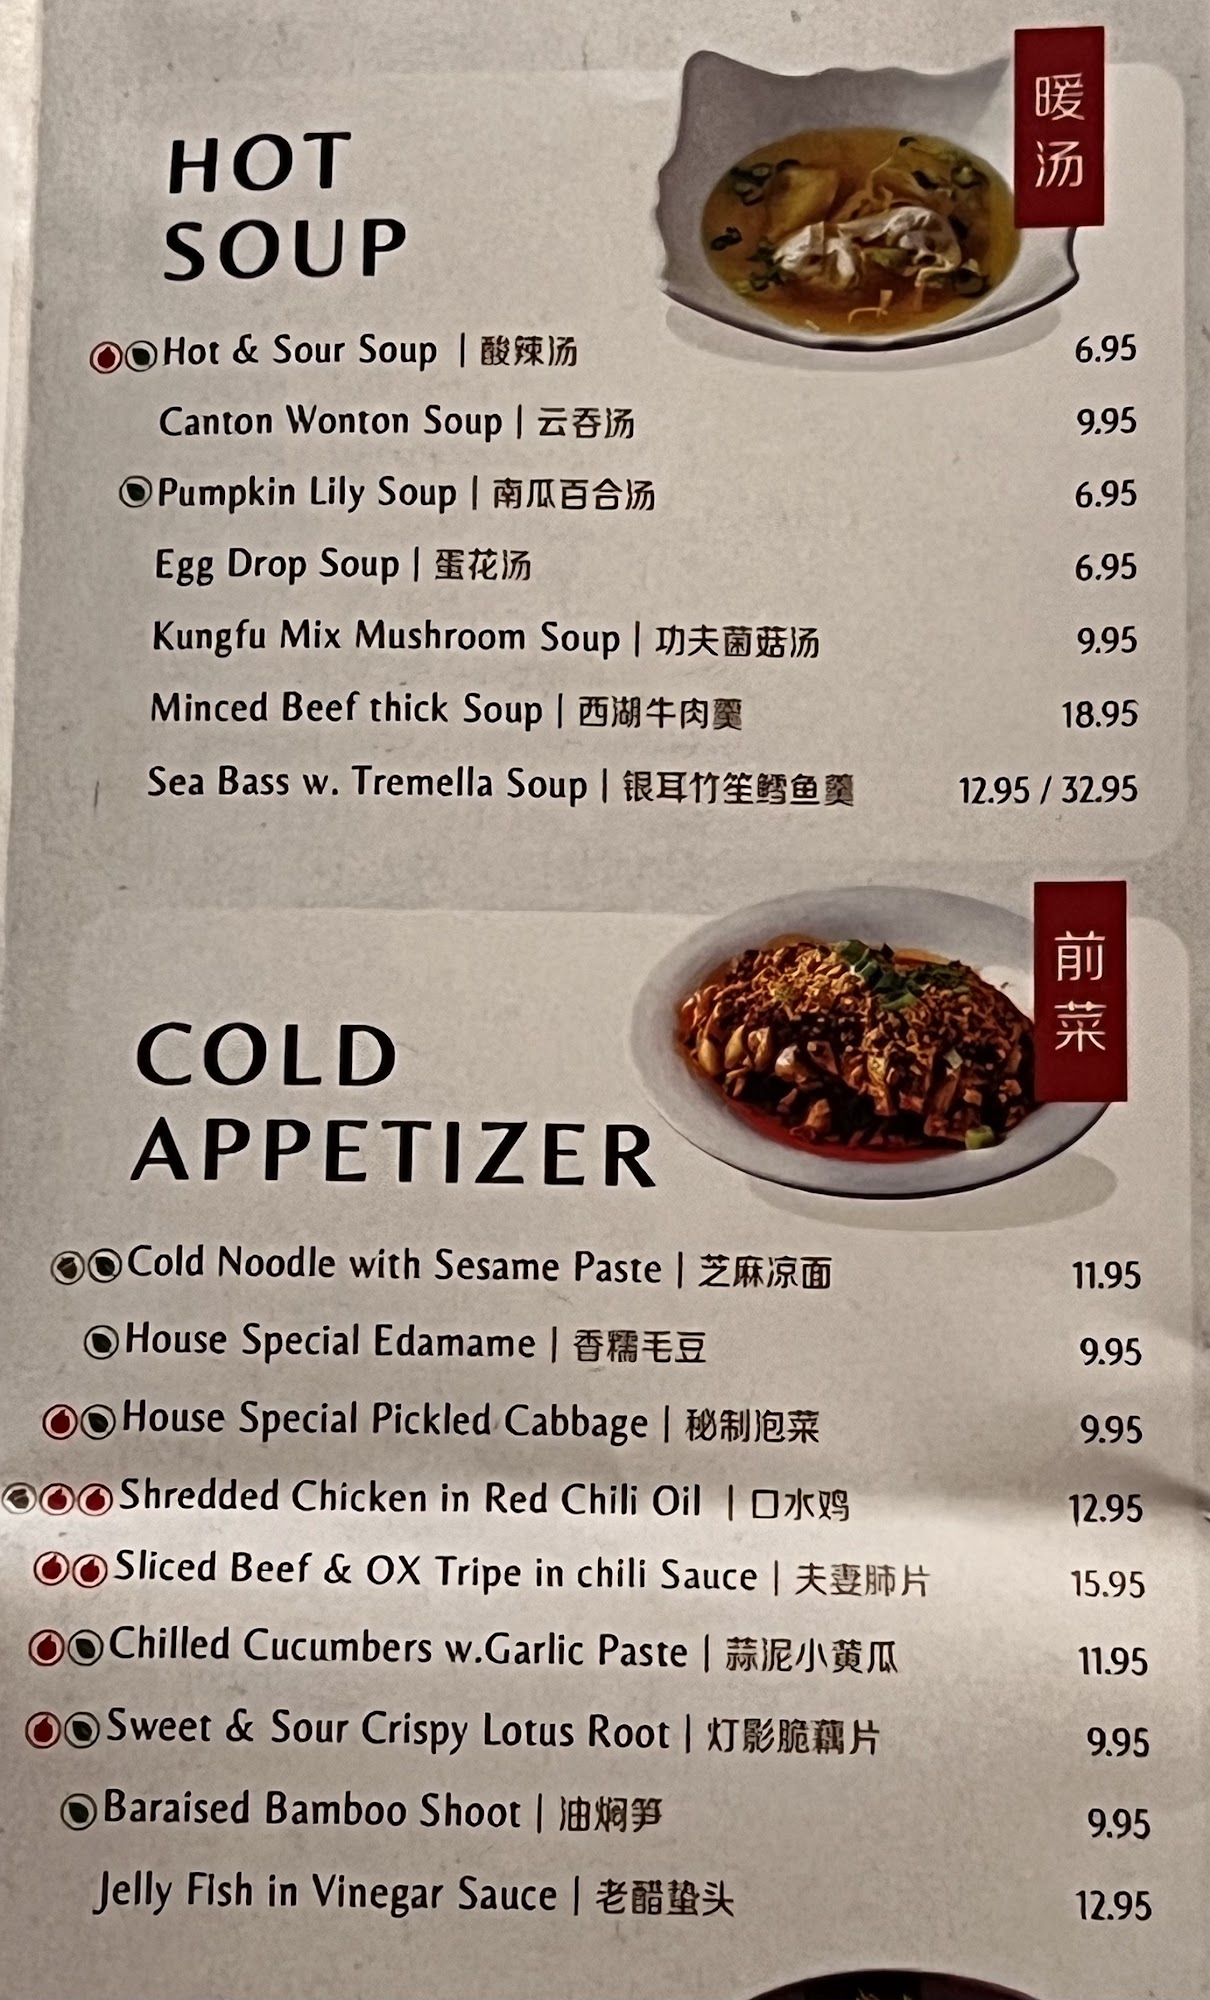 暖汤
HOT
SOUP
Hot & Sour Soup | 酸辣汤 6.95
Canton Wonton Soup | 云吞汤 9.95
Pumpkin Lily Soup | 南瓜百合汤 6.95
Egg Drop Soup | 蛋花汤 6.95
Kungfu Mix Mushroom Soup | 功夫菌菇汤 9.95
Minced Beef thick Soup | 西湖牛肉羹 18.95
Sea Bass w. Tremella Soup | 银耳竹笙鳕鱼羹 12.95 / 32.95
前菜
COLD
APPETIZER
Cold Noodle with Sesame Paste | 芝麻凉面 11.95
House Special Edamame | 香糯毛豆 9.95
House Special Pickled Cabbage | 秘制泡菜 9.95
Shredded Chicken in Red Chili Oil | 口水鸡 12.95
Sliced Beef & OX Tripe in chili Sauce | 夫妻肺片 15.95
Chilled Cucumbers w.Garlic Paste | 蒜泥小黄瓜 11.95
Sweet & Sour Crispy Lotus Root | 灯影脆藕片 9.95
Baraised Bamboo Shoot | 油焖笋 9.95
Jelly Fish in Vinegar Sauce | 老醋蛰头 12.95